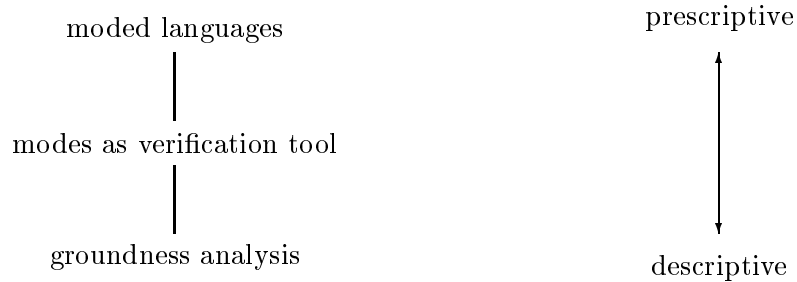 moded languages
prescriptive
modes as verification tool
groundness analysis
descriptive